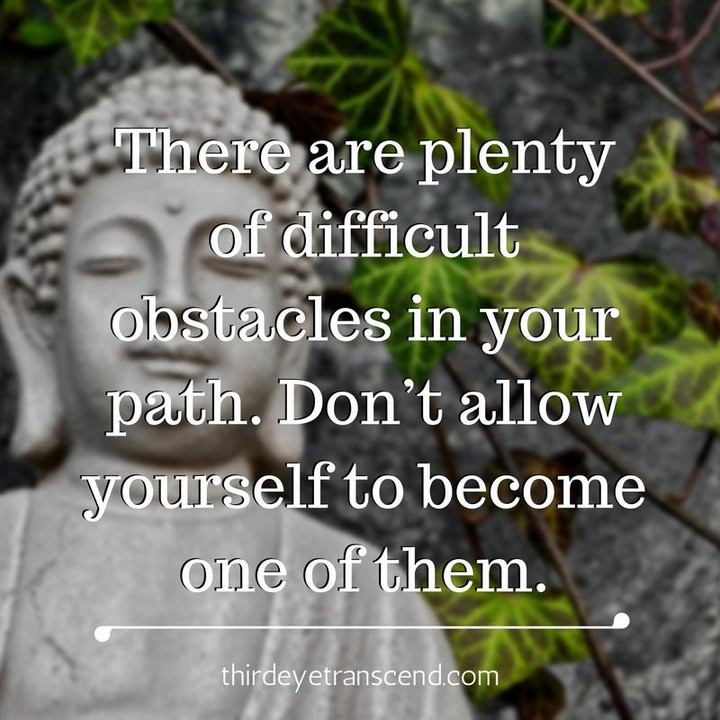 There are plenty
of difficult
obstacles in your
path. Don’t allow
yourself to become
one of them.
thirdeyetranscend.com